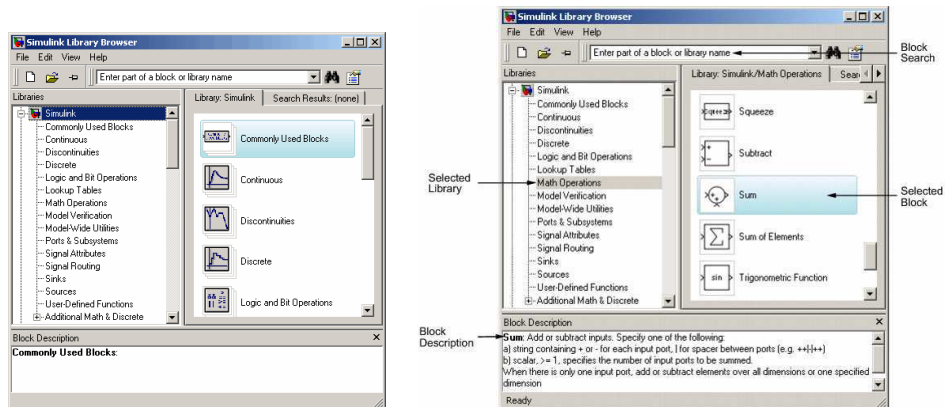 Simulink Library Browser
File Edit View Help
Enter part of a block or library name
Libraries
Library: Simulink Search Results: (none)
Simulink
Commonly Used Blocks
Continuous
Discontinuities
Discrete
Logic and Bit Operations
Lookup Tables
Math Operations
Model Verification
Model-Wide Utilities
Ports & Subsystems
Signal Attributes
Signal Routing
Sinks
Sources
User-Defined Functions
Additional Math & Discrete
Commonly Used Blocks
Continuous
Discontinuities
Discrete
Logic and Bit Operations
Block Description
Commonly Used Blocks:
Simulink Library Browser
File Edit View Help
Enter part of a block or library name
Block
Search
Libraries
Library: Simulink/Math Operations Sear
Simulink
Commonly Used Blocks
Continuous
Discontinuities
Discrete
Logic and Bit Operations
Lookup Tables
Math Operations
Model Verification
Model-Wide Utilities
Ports & Subsystems
Signal Attributes
Signal Routing
Sinks
Sources
User-Defined Functions
Additional Math & Discrete
Selected
Library
Squeeze
Subtract
Sum
Sum of Elements
sin Trigonometric Function
Selected
Block
Block Description
Block
Description
Sum: Add or subtract inputs. Specify one of the following:
a) string containing + or - for each input port, | for spacer between ports (e.g. ++|-|++)
b) scalar, >= 1, specifies the number of input ports to be summed.
When there is only one input port, add or subtract elements over all dimensions or one specified
dimension
Ready